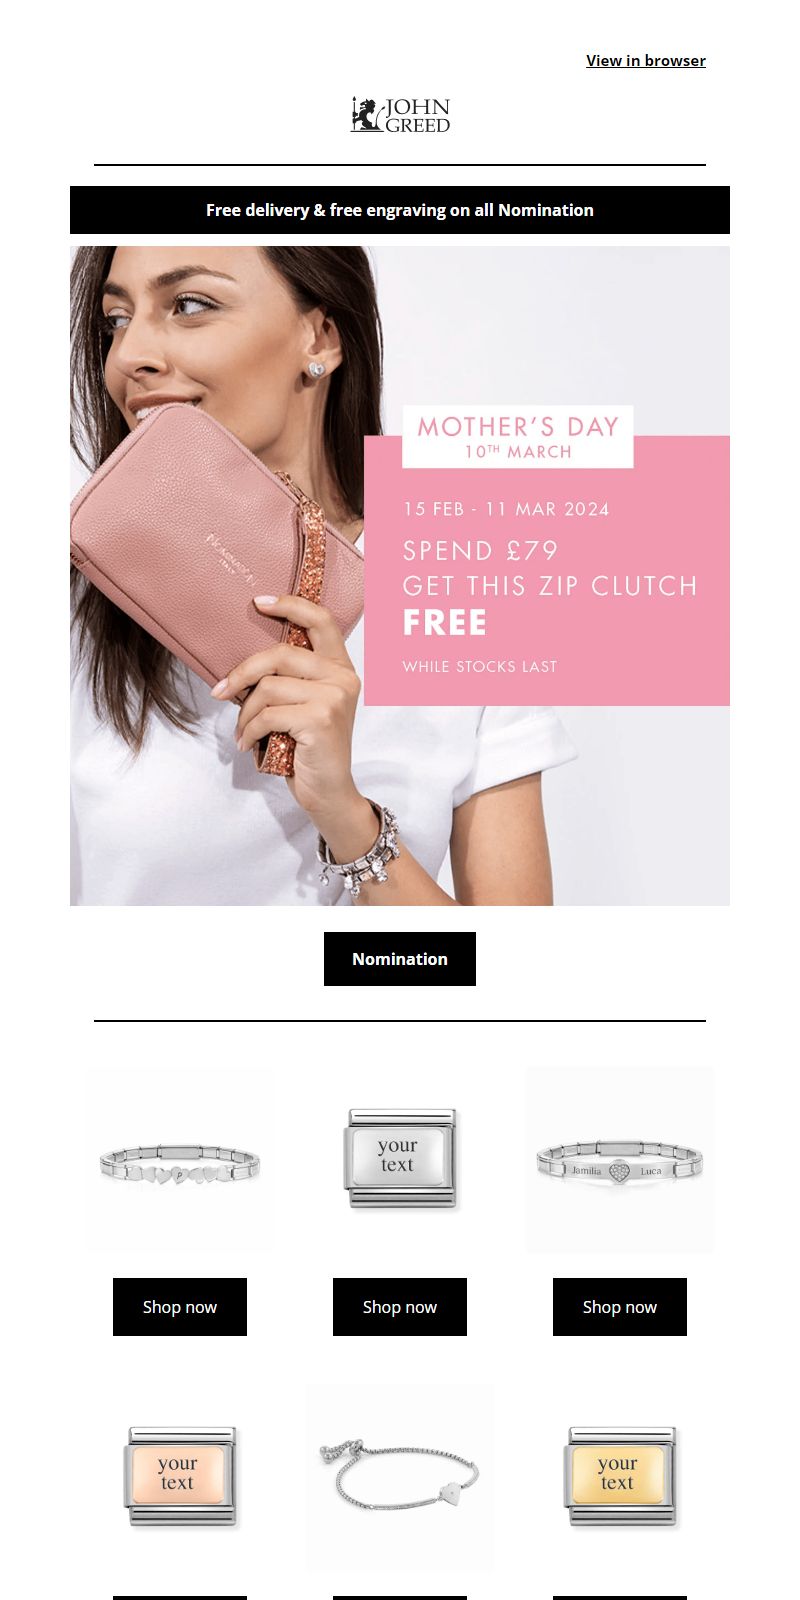 View in browser
JOHN
GREED
Free delivery & free engraving on all Nomination
MOTHER'S DAY
10TH MARCH
15 FEB - 11 MAR 2024
SPEND £79
GET THIS ZIP CLUTCH
FREE
WHILE STOCKS LAST
NOMINATION
ITALY
Nomination
your
text
Jamilia Luca
Shop now
Shop now
Shop now
your
text
your
text